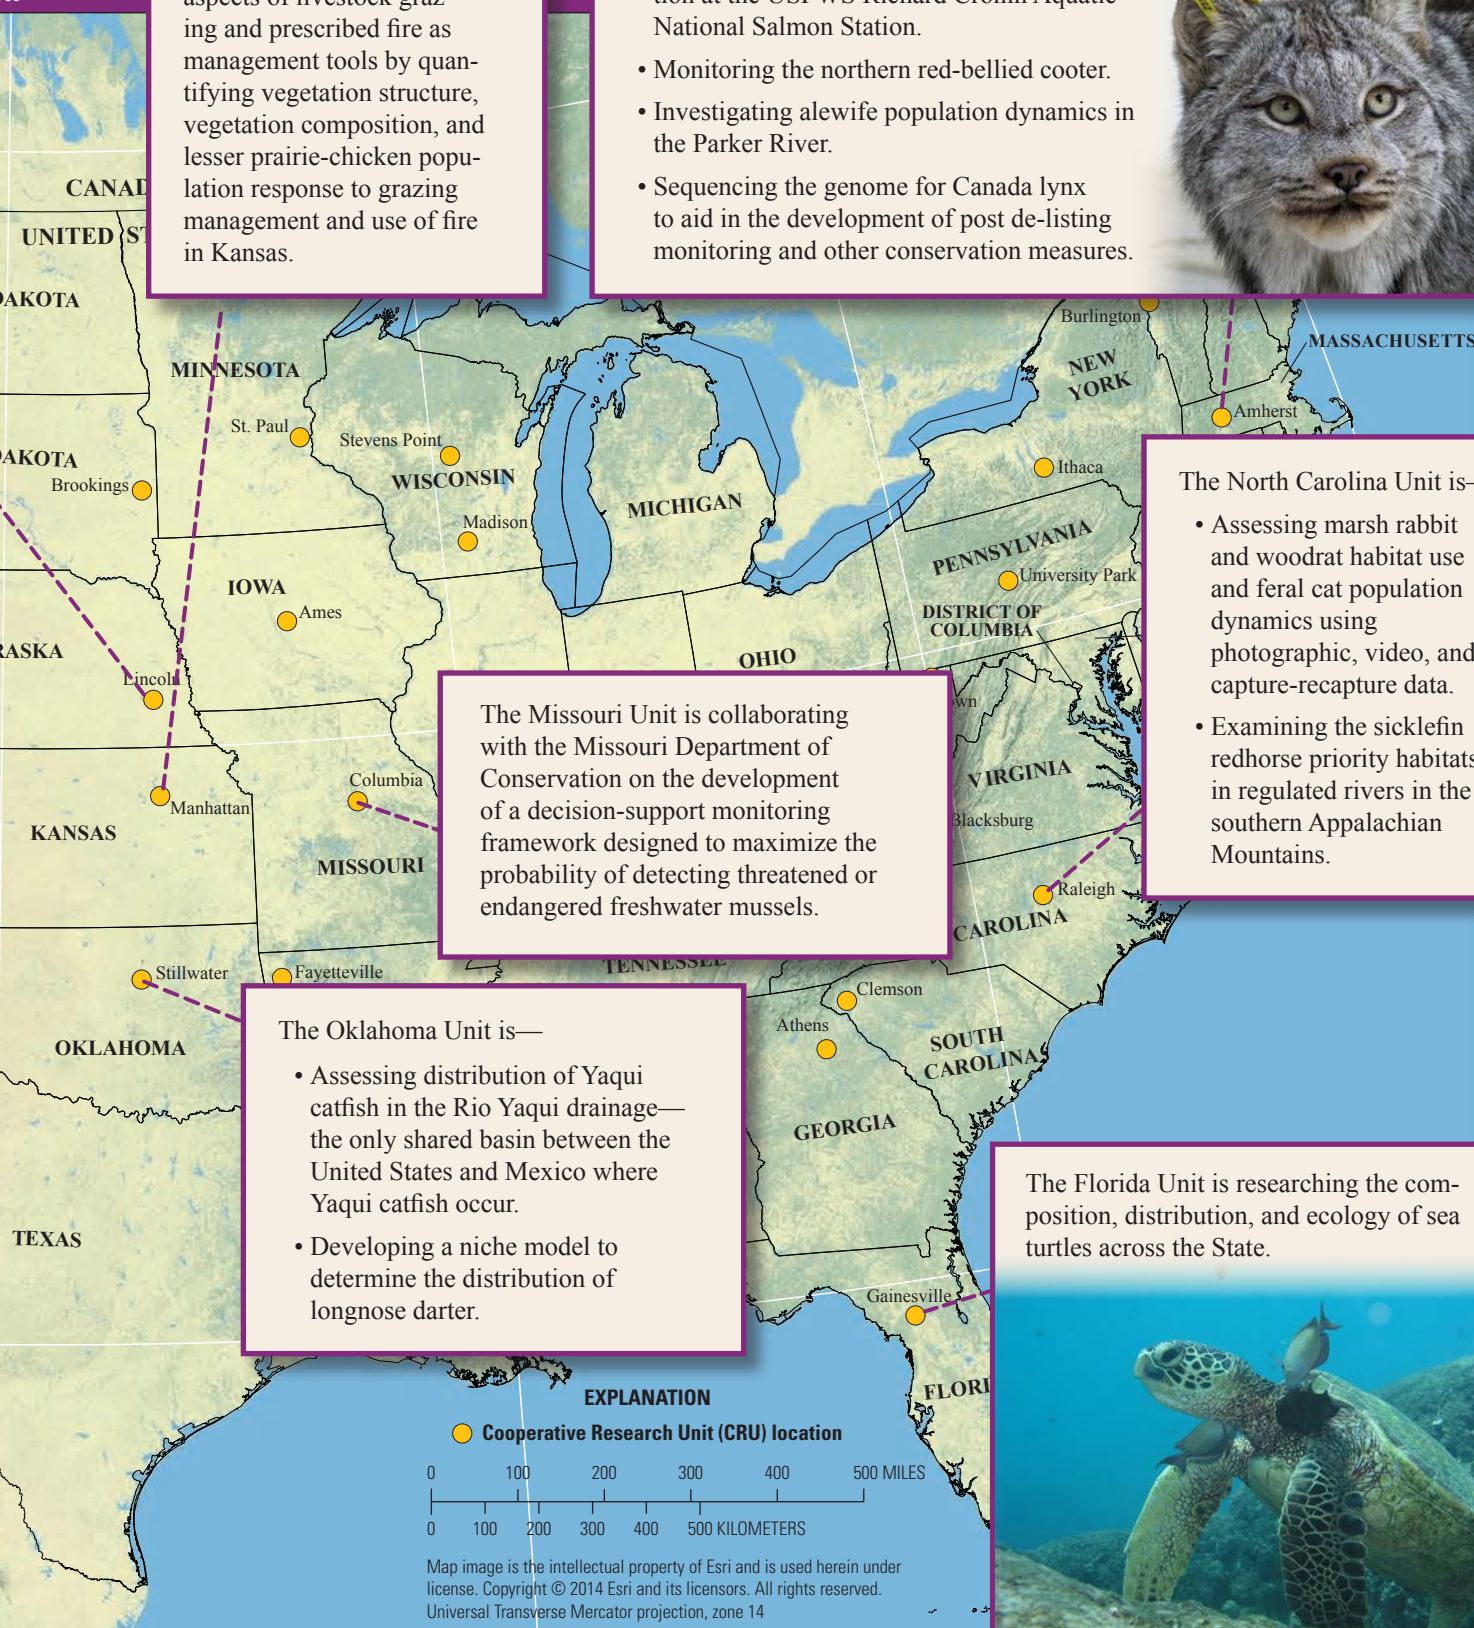 aspects of livestock graz-
ing and prescribed fire as
management tools by quan-
tifying vegetation structure,
vegetation composition, and
lesser prairie-chicken popu-
lation response to grazing
management and use of fire
in Kansas.
tion at the USFWS Richard Cronin Aquatic
National Salmon Station.
• Monitoring the northern red-bellied cooter.
• Investigating alewife population dynamics in
the Parker River.
• Sequencing the genome for Canada lynx
to aid in the development of post de-listing
monitoring and other conservation measures.
CANAD
UNITED ST
DAKOTA
MINNESOTA
St. Paul
Stevens Point
WISCONSIN
Madison
MICHIGAN
Burlington
NEW
YORK
MASSACHUSETTS
Amherst
Ithaca
DAKOTA
Brookings
IOWA
Ames
PENNSYLVANIA
University Park
DISTRICT OF
COLUMBIA
OHIO
RASKA
Lincoln
The North Carolina Unit is—
• Assessing marsh rabbit
and woodrat habitat use
and feral cat population
dynamics using
photographic, video, and
capture-recapture data.
• Examining the sicklefin
redhorse priority habitats
in regulated rivers in the
southern Appalachian
Mountains.
The Missouri Unit is collaborating
with the Missouri Department of
Conservation on the development
of a decision-support monitoring
framework designed to maximize the
probability of detecting threatened or
endangered freshwater mussels.
own
VIRGINIA
Blacksburg
Columbia
Manhattan
KANSAS
MISSOURI
Raleigh
CAROLINA
TENNESSEE
Stillwater
Fayetteville
OKLAHOMA
Clemson
Athens
SOUTH
CAROLINA
GEORGIA
The Oklahoma Unit is—
• Assessing distribution of Yaqui
catfish in the Rio Yaqui drainage—
the only shared basin between the
United States and Mexico where
Yaqui catfish occur.
• Developing a niche model to
determine the distribution of
longnose darter.
TEXAS
The Florida Unit is researching the com-
position, distribution, and ecology of sea
turtles across the State.
Gainesville
FLORI
EXPLANATION
Cooperative Research Unit (CRU) location
0 100 200 300 400 500 MILES
0 100 200 300 400 500 KILOMETERS
Map image is the intellectual property of Esri and is used herein under
license. Copyright © 2014 Esri and its licensors. All rights reserved.
Universal Transverse Mercator projection, zone 14